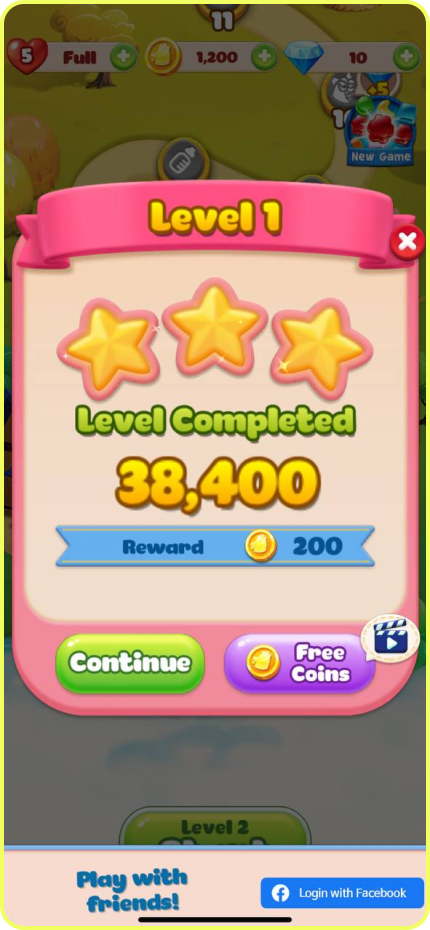 11
5
Full
1,200
10
+5
New Game
Level 1
Level Completed
38,400
Reward 200
Continue
Free
Coins
Level 2
Play with
friends!
Login with Facebook